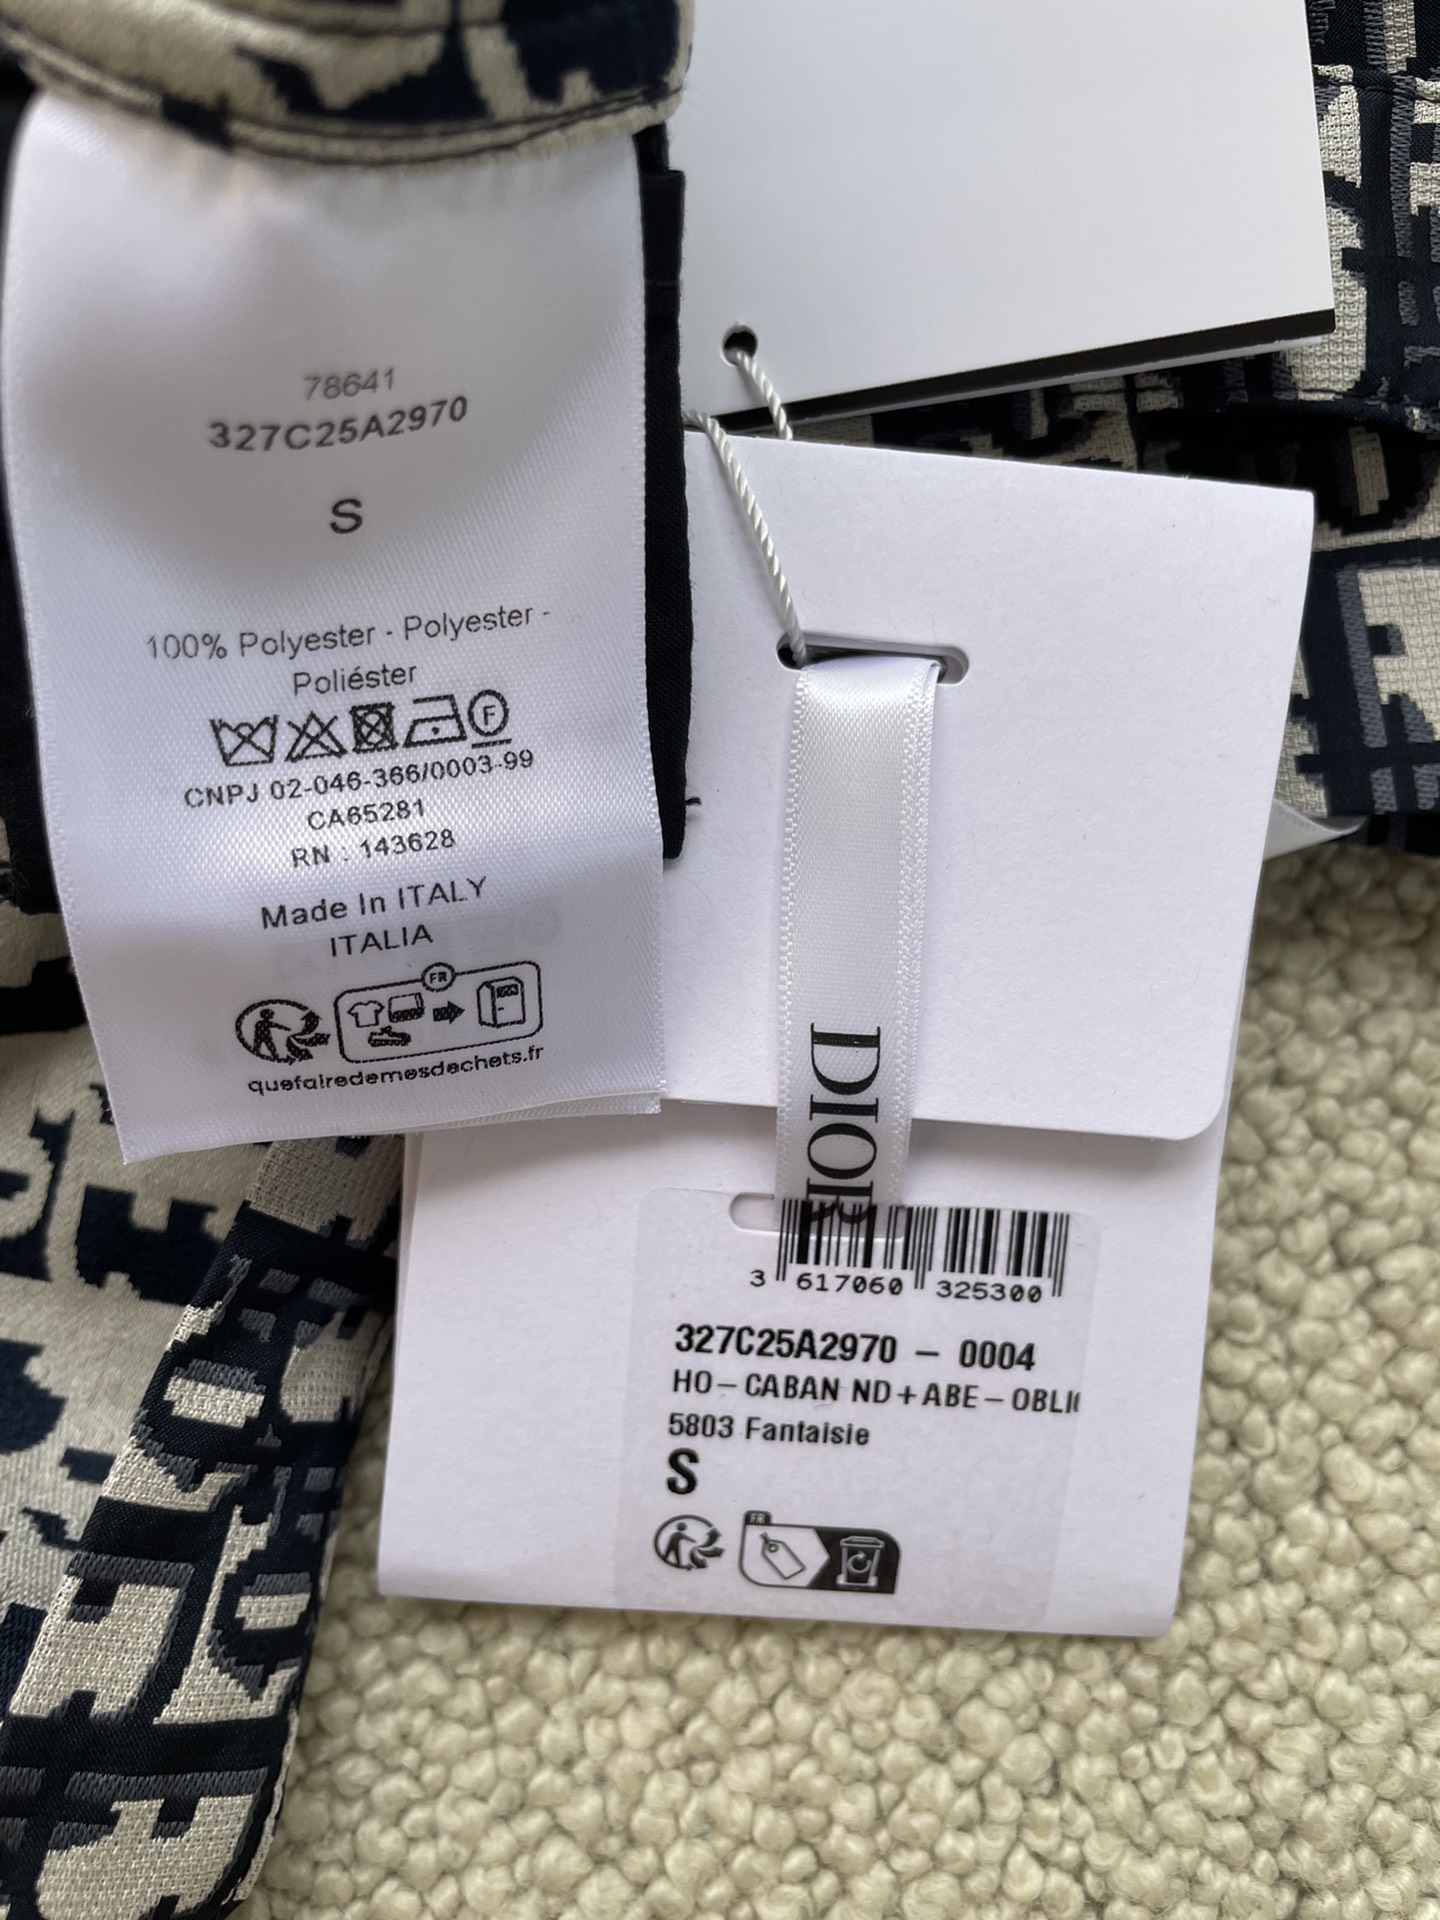 78641
327C25A2970
S
100% Polyester - Polyester -
Poliéster
F
CNPJ 02-046-366/0003-99
CA65281
RN : 143628
Made In ITALY
ITALIA
FR
quefairedemesdechets.fr
DIOR
3 617060 325300
327C25A2970 – 0004
HO–CABAN ND+ABE–OBLI
5803 Fantaisie
S
FR